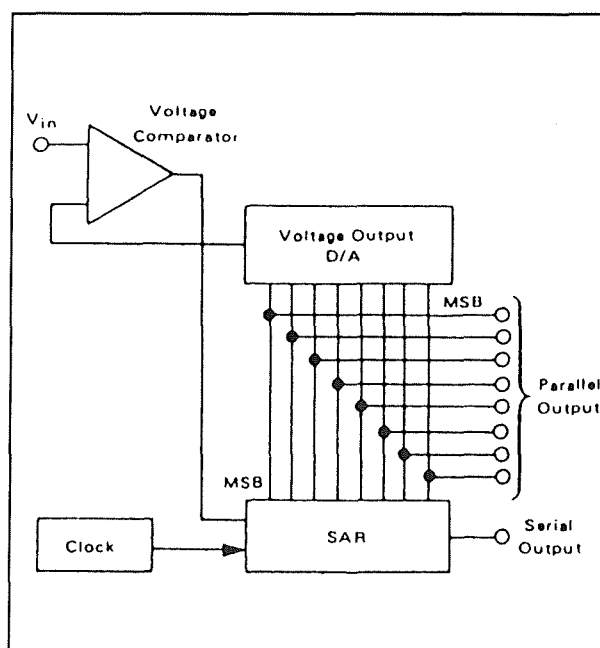 Voltage
Comparator
Vin
Voltage Output
D/A
MSB
Parallel
Output
MSB
SAR
Clock
Serial
Output